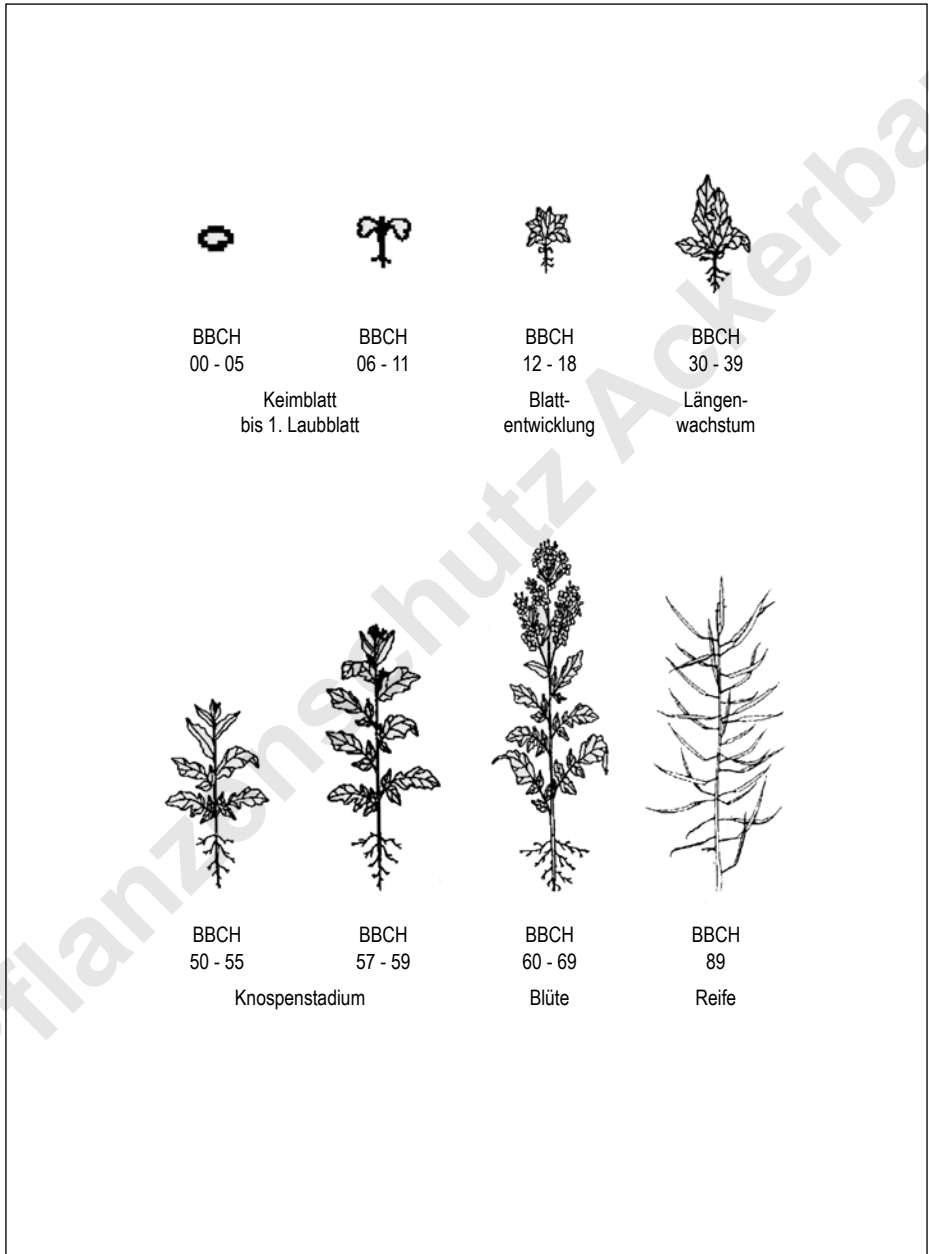 BBCH
00 - 05
BBCH
06 - 11
Keimblatt
bis 1. Laubblatt
BBCH
12 - 18
Blatt-
entwicklung
BBCH
30 - 39
Längen-
wachstum
BBCH
50 - 55
BBCH
57 - 59
Knospenstadium
BBCH
60 - 69
Blüte
BBCH
89
Reife
flanzenschutz Ackerba